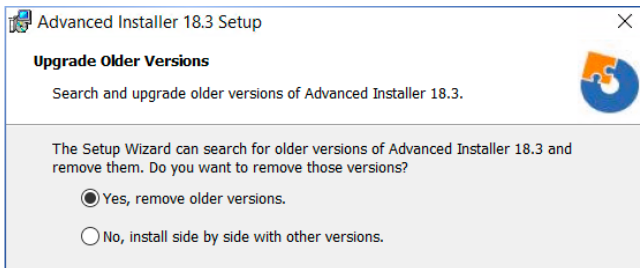 Advanced Installer 18.3 Setup
Upgrade Older Versions
Search and upgrade older versions of Advanced Installer 18.3.
The Setup Wizard can search for older versions of Advanced Installer 18.3 and
remove them. Do you want to remove those versions?
Yes, remove older versions.
No, install side by side with other versions.